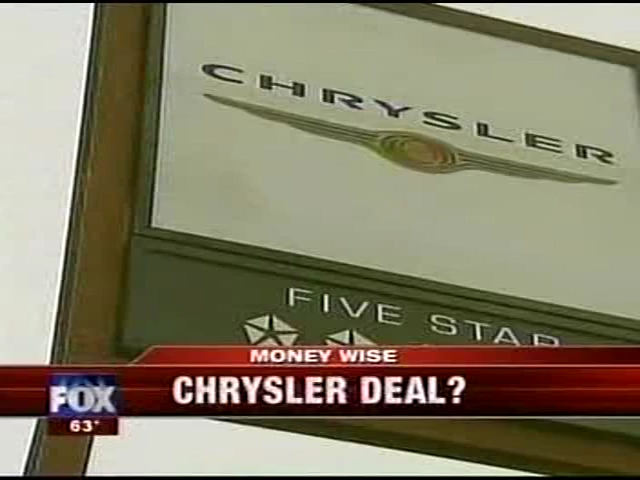 CHRYSLER
FIVE STAR
MONEY WISE
CHRYSLER DEAL?
FOX
63°